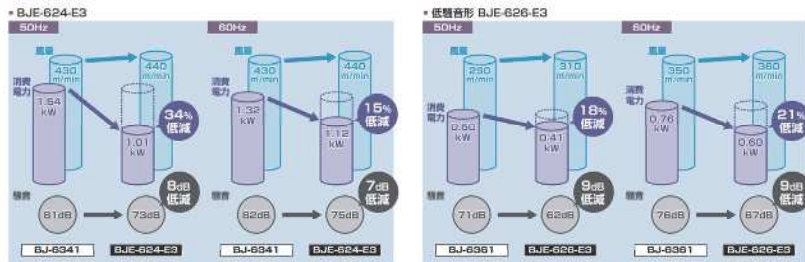 ▪ BJE-624-E3
50Hz
風量
430
m³/min
440
m³/min
消費
電力
1.54
kW
1.01
kW
34%
低減
騒音
81dB
73dB
8dB
低減
BJ-6341
BJE-624-E3
60Hz
風量
430
m³/min
440
m³/min
消費
電力
1.32
kW
1.12
kW
15%
低減
騒音
82dB
75dB
7dB
低減
BJ-6341
BJE-624-E3
▪ 低騒音形 BJE-626-E3
50Hz
風量
290
m³/min
310
m³/min
消費
電力
0.50
kW
0.41
kW
18%
低減
騒音
71dB
62dB
9dB
低減
BJ-6361
BJE-626-E3
60Hz
風量
350
m³/min
360
m³/min
消費
電力
0.76
kW
0.60
kW
21%
低減
騒音
76dB
67dB
9dB
低減
BJ-6361
BJE-626-E3